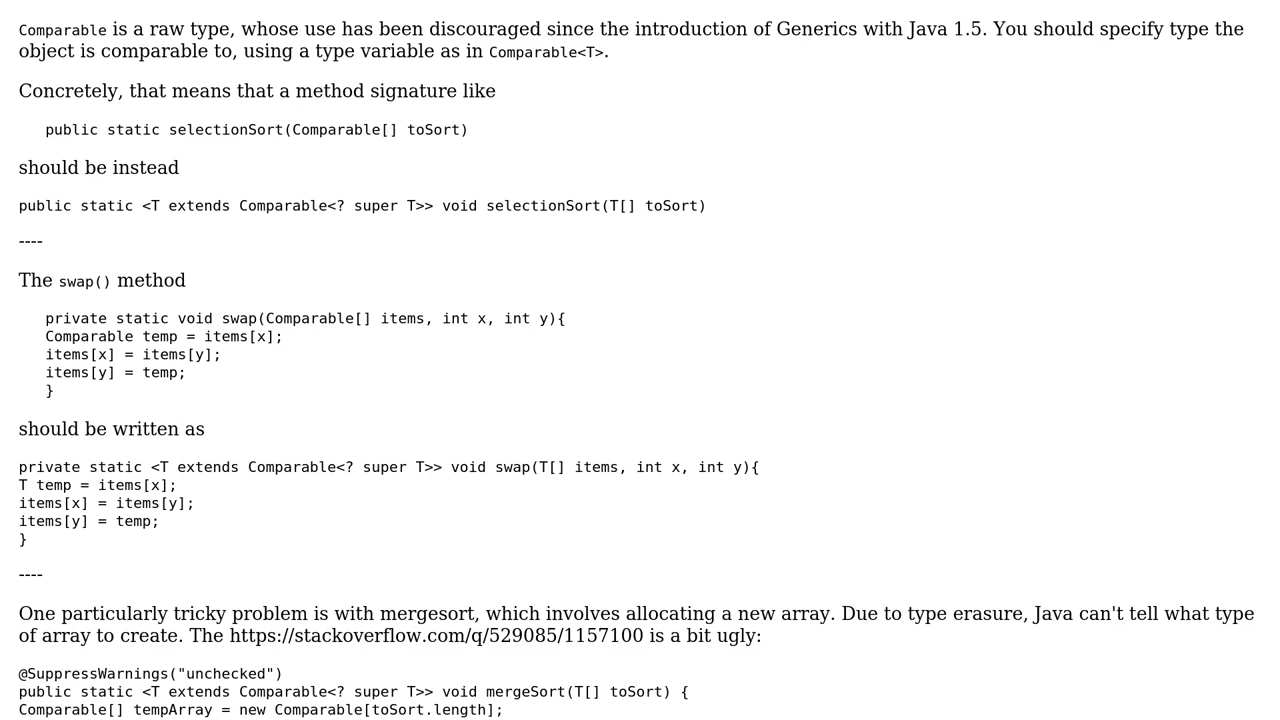 Comparable is a raw type, whose use has been discouraged since the introduction of Generics with Java 1.5. You should specify type the
object is comparable to, using a type variable as in Comparable<T>.
Concretely, that means that a method signature like
public static selectionSort(Comparable[] toSort)
should be instead
public static <T extends Comparable<? super T>> void selectionSort(T[] toSort)
----
The swap() method
private static void swap(Comparable[] items, int x, int y){
Comparable temp = items[x];
items[x] = items[y];
items[y] = temp;
}
should be written as
private static <T extends Comparable<? super T>> void swap(T[] items, int x, int y){
T temp = items[x];
items[x] = items[y];
items[y] = temp;
}
----
One particularly tricky problem is with mergesort, which involves allocating a new array. Due to type erasure, Java can't tell what type
of array to create. The https://stackoverflow.com/q/529085/1157100 is a bit ugly:
@SuppressWarnings("unchecked")
public static <T extends Comparable<? super T>> void mergeSort(T[] toSort) {
Comparable[] tempArray = new Comparable[toSort.length];